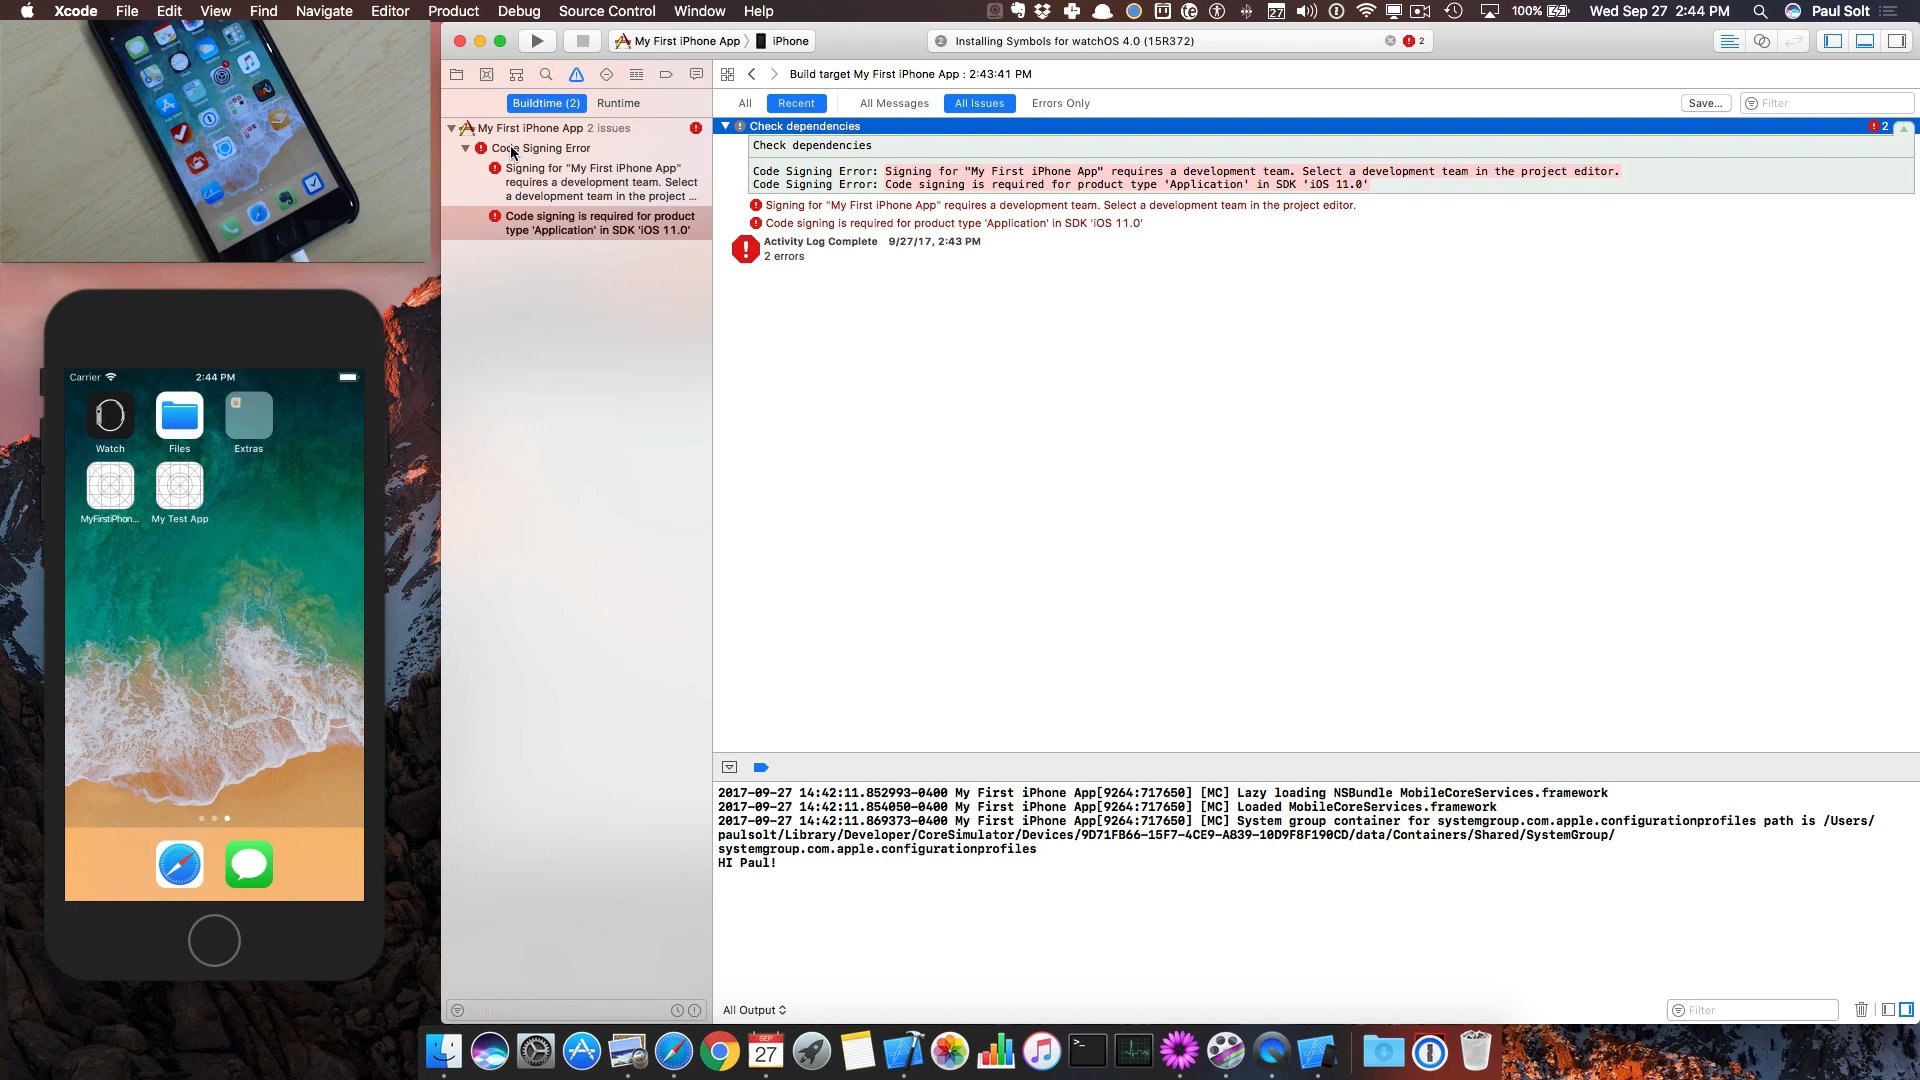 Xcode File Edit View Find Navigate Editor Product Debug Source Control Window Help
27 100% Wed Sep 27 2:44 PM Paul Solt
My First iPhone App iPhone
2 Installing Symbols for watchOS 4.0 (15R372) 2
Build target My First iPhone App : 2:43:41 PM
Buildtime (2) Runtime
All Recent All Messages All Issues Errors Only Save... Filter
My First iPhone App 2 issues
Code Signing Error
Signing for "My First iPhone App"
requires a development team. Select
a development team in the project ...
Code signing is required for product
type 'Application' in SDK 'iOS 11.0'
Check dependencies 2
Check dependencies
Code Signing Error: Signing for "My First iPhone App" requires a development team. Select a development team in the project editor.
Code Signing Error: Code signing is required for product type 'Application' in SDK 'iOS 11.0'
Signing for "My First iPhone App" requires a development team. Select a development team in the project editor.
Code signing is required for product type 'Application' in SDK 'iOS 11.0'
Activity Log Complete 9/27/17, 2:43 PM
2 errors
Carrier 2:44 PM
Watch Files Extras
MyFirstiPhon... My Test App
2017-09-27 14:42:11.852993-0400 My First iPhone App[9264:717650] [MC] Lazy loading NSBundle MobileCoreServices.framework
2017-09-27 14:42:11.854050-0400 My First iPhone App[9264:717650] [MC] Loaded MobileCoreServices.framework
2017-09-27 14:42:11.869373-0400 My First iPhone App[9264:717650] [MC] System group container for systemgroup.com.apple.configurationprofiles path is /Users/
paulsolt/Library/Developer/CoreSimulator/Devices/9D71FB66-15F7-4CE9-A839-10D9F8F190CD/data/Containers/Shared/SystemGroup/
systemgroup.com.apple.configurationprofiles
HI Paul!
Filter
All Output
Filter
SEP
27